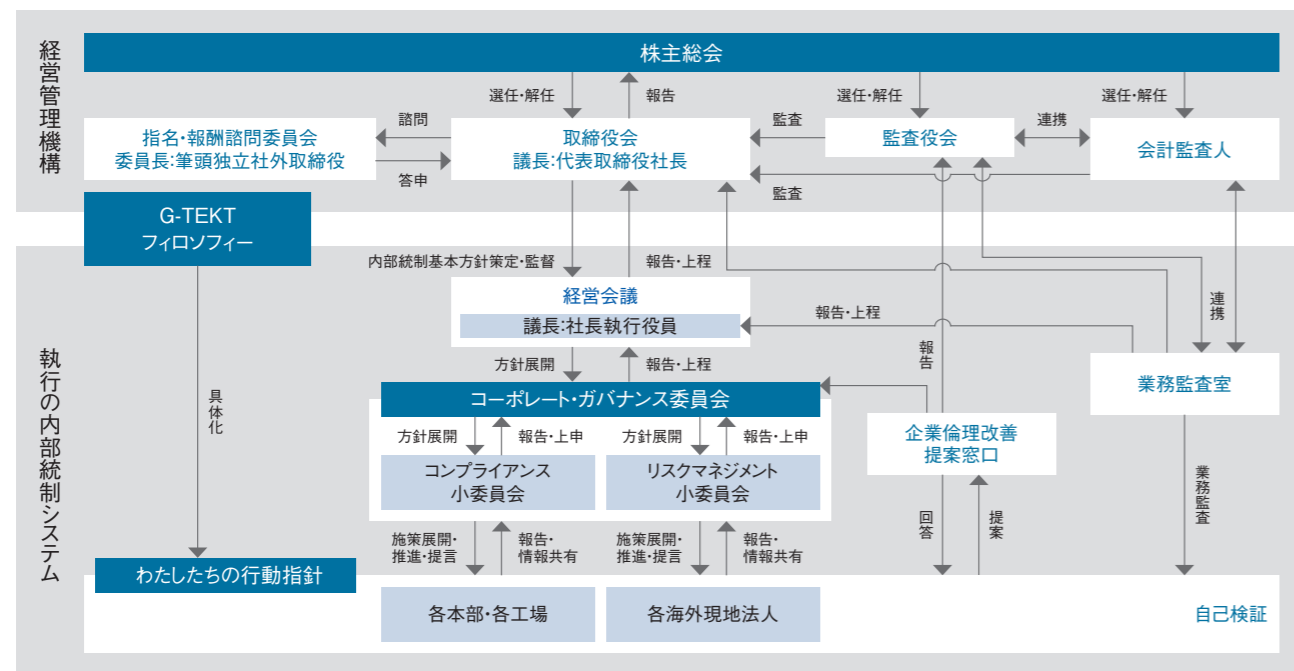 経営管理機構
株主総会
選任・解任
報告
選任・解任
選任・解任
指名・報酬諮問委員会
委員長：筆頭独立社外取締役
諮問
答申
取締役会
議長：代表取締役社長
監査
監査役会
連携
会計監査人
監査
G-TEKT
フィロソフィー
執行の内部統制システム
内部統制基本方針策定・監督
報告・上程
経営会議
議長：社長執行役員
報告・上程
連携
方針展開
報告・上程
報告
業務監査室
具体化
コーポレート・ガバナンス委員会
方針展開
報告・上申
方針展開
報告・上申
企業倫理改善
提案窓口
コンプライアンス
小委員会
リスクマネジメント
小委員会
業務監査
施策展開・
推進・提言
報告・
情報共有
施策展開・
推進・提言
報告・
情報共有
回答
提案
わたしたちの行動指針
各本部・各工場
各海外現地法人
自己検証